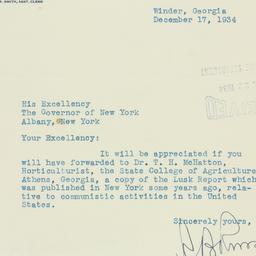 SMITH, ASST. CLERK
Winder, Georgia
December 17, 1934
His Excellency
The Governor of New York
Albany, New York
Your Excellency:
It will be appreciated if you
will have forwarded to Dr. T. H. McHatton,
Horticulturist, the State College of Agriculture
Athens, Georgia, a copy of the Lusk Report which
was published in New York some years ago, rela-
tive to communistic activities in the United
States.
Sincerely yours,